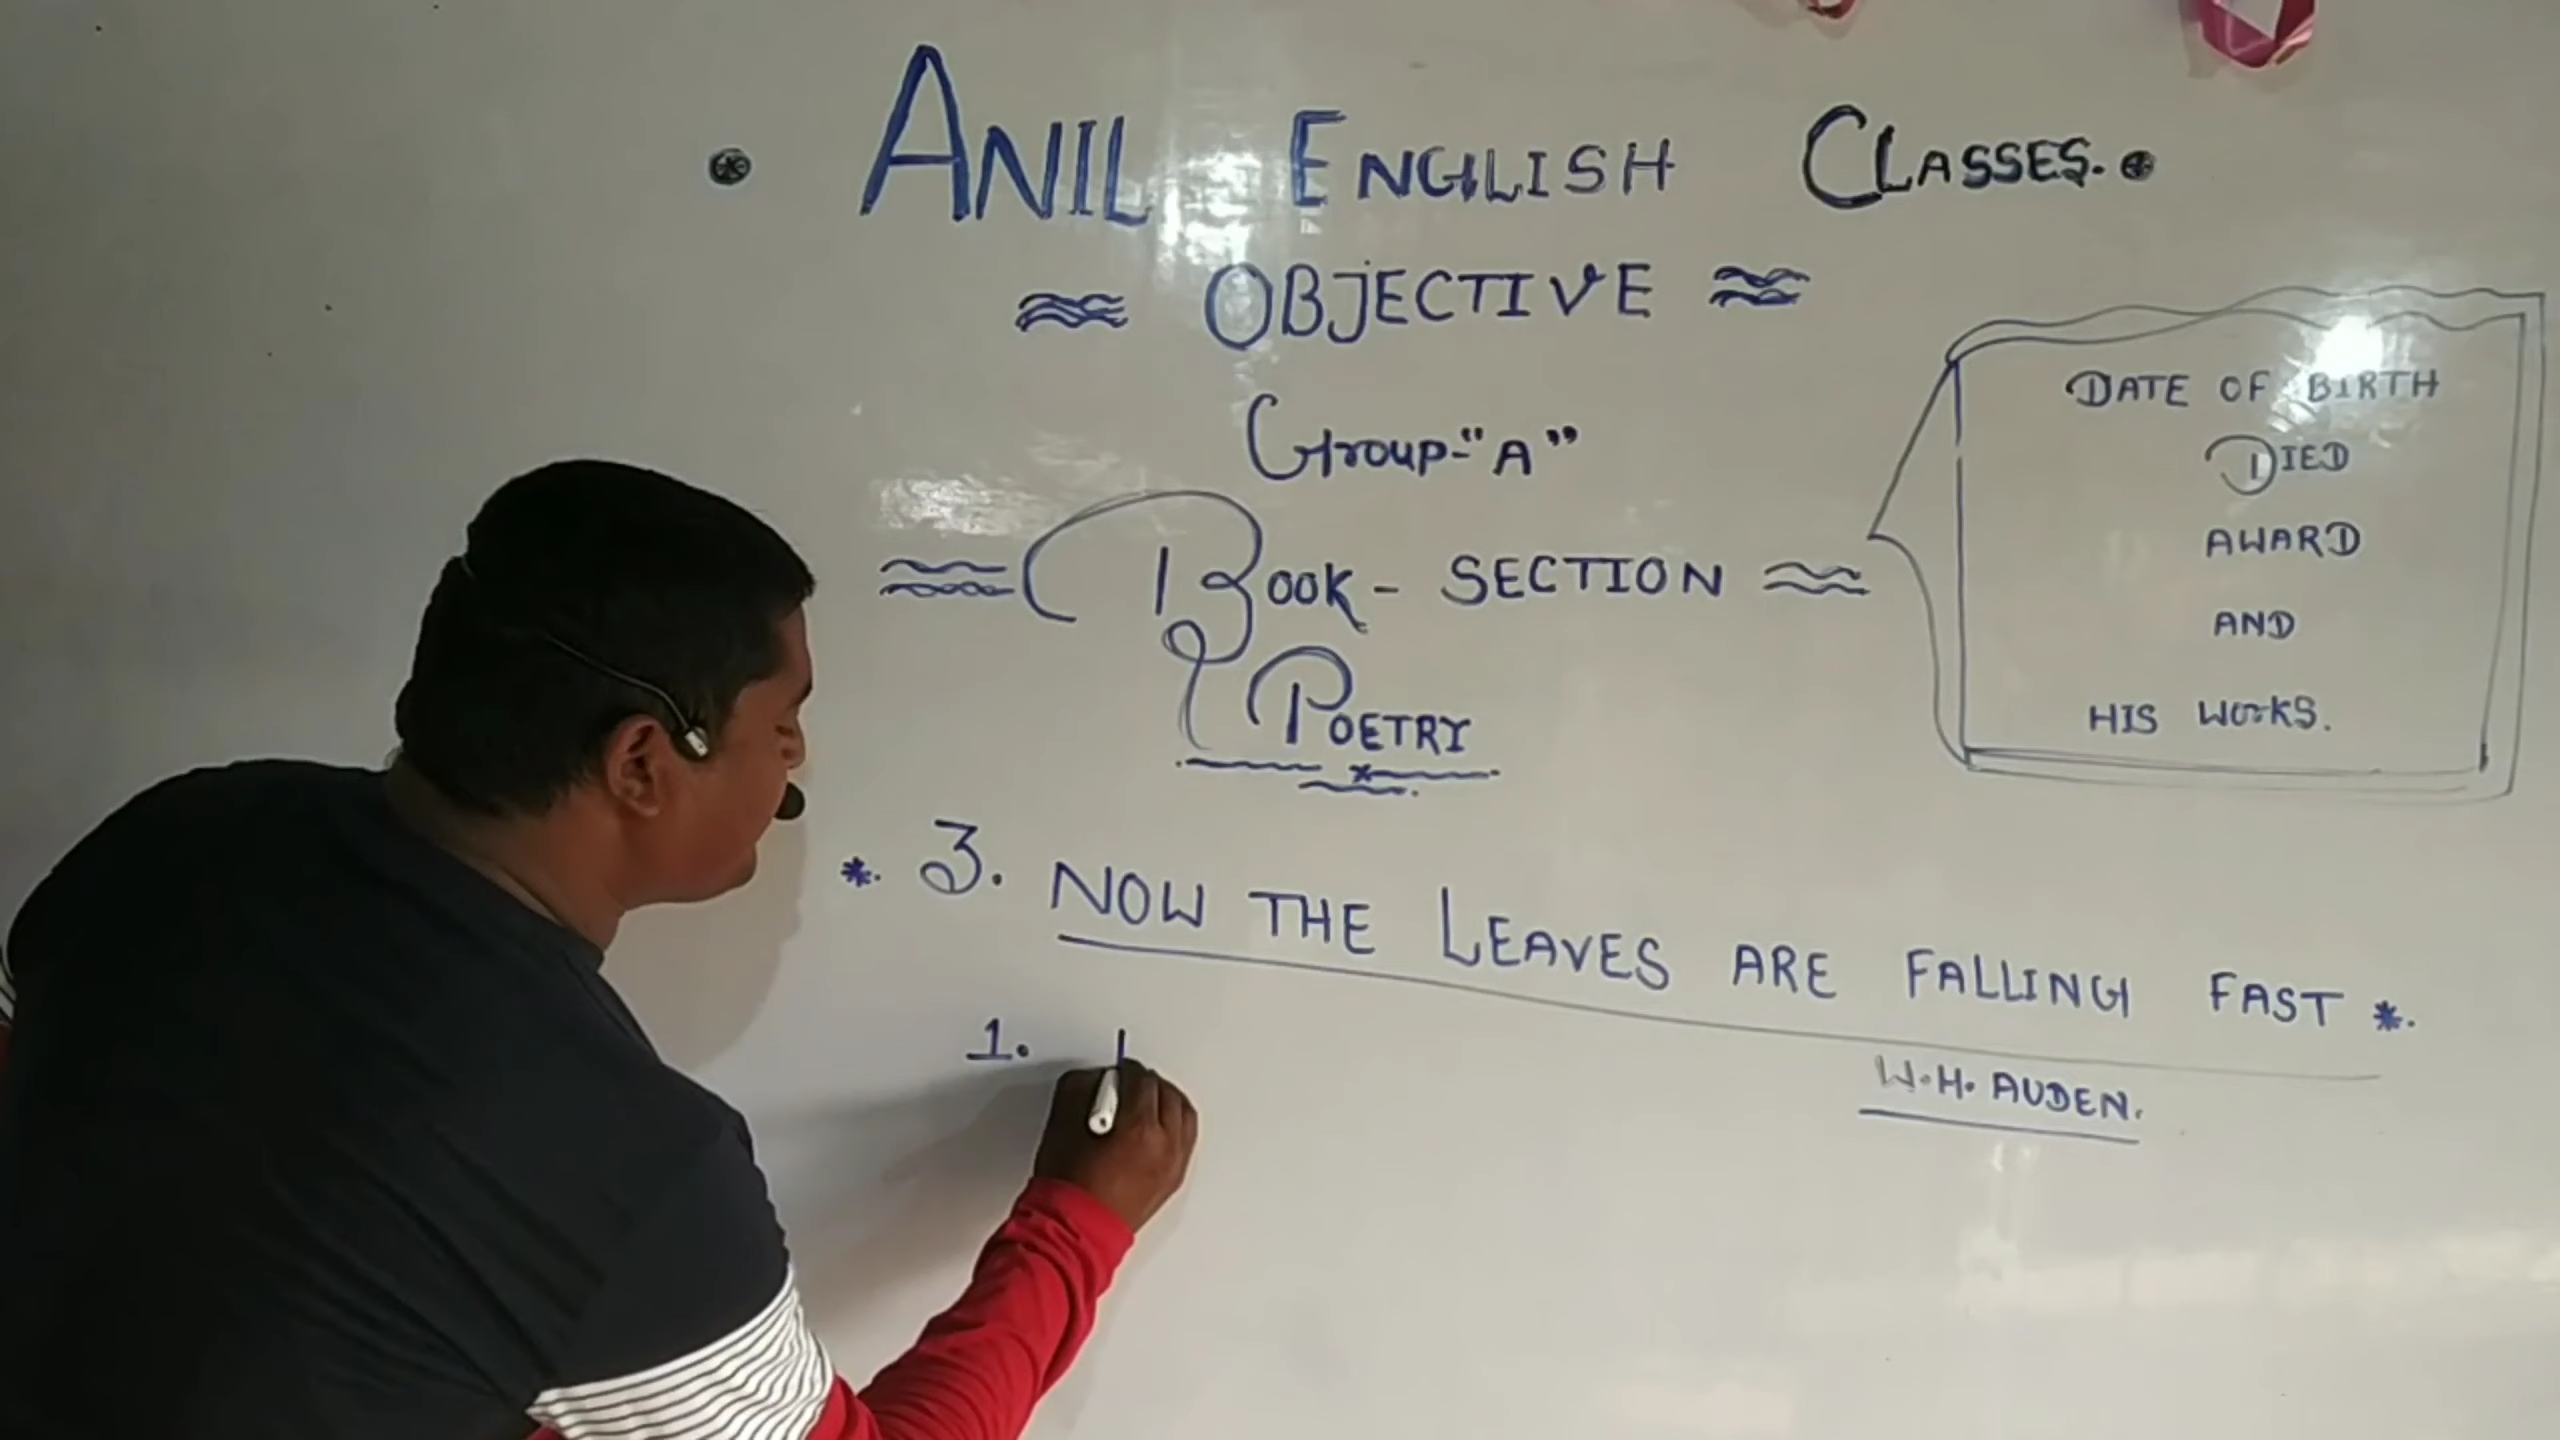 ANIL ENGLISH CLASSES.
OBJECTIVE
Group-"A"
BOOK - SECTION
POETRY
DATE OF BIRTH
DIED
AWARD
AND
HIS WORKS.
*. 3. NOW THE LEAVES ARE FALLING FAST *.
W.H. AUDEN.
1.